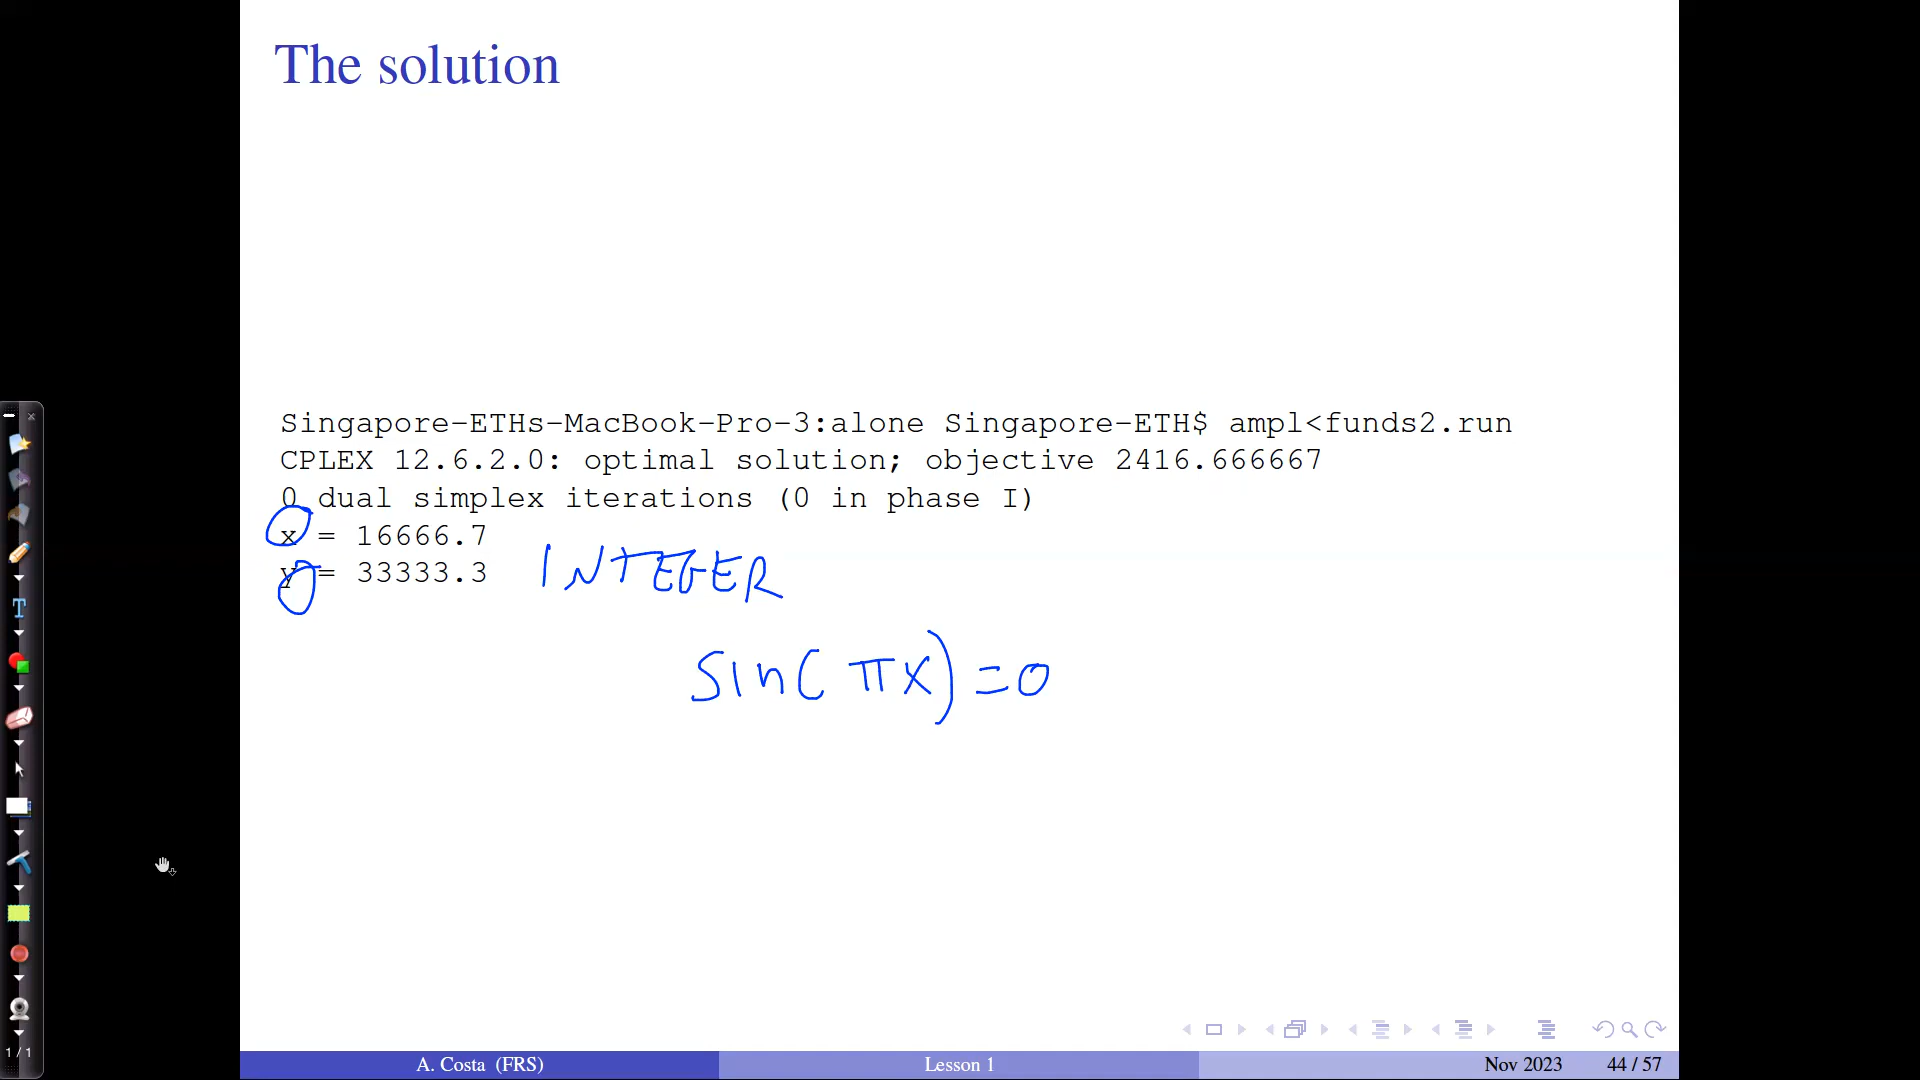 The solution
Singapore-ETHs-MacBook-Pro-3:alone Singapore-ETH$ ampl<funds2.run
CPLEX 12.6.2.0: optimal solution; objective 2416.666667
0 dual simplex iterations (0 in phase I)
x = 16666.7
y = 33333.3
INTEGER
Sin( πx)=0
T
1 / 1
A. Costa (FRS) Lesson 1 Nov 2023 44 / 57